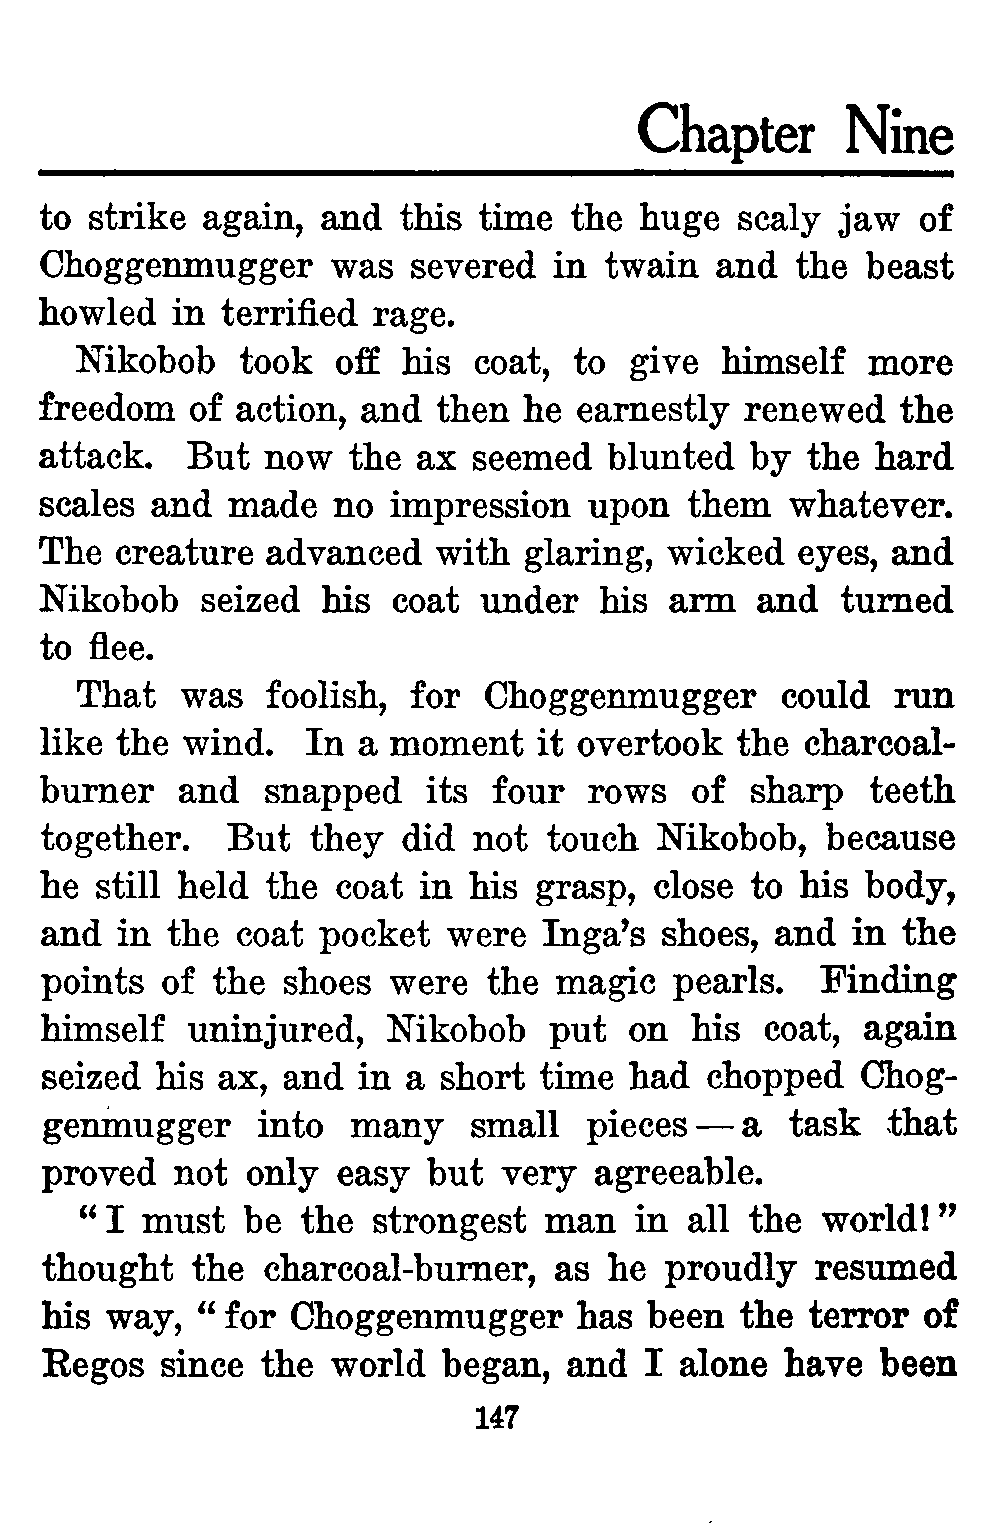 Chapter Nine
to strike again, and this time the huge scaly jaw of
Choggenmugger was severed in twain and the beast
howled in terrified rage.
Nikobob took off his coat, to give himself more
freedom of action, and then he earnestly renewed the
attack. But now the ax seemed blunted by the hard
scales and made no impression upon them whatever.
The creature advanced with glaring, wicked eyes, and
Nikobob seized his coat under his arm and turned
to flee.
That was foolish, for Choggenmugger could run
like the wind. In a moment it overtook the charcoal-
burner and snapped its four rows of sharp teeth
together. But they did not touch Nikobob, because
he still held the coat in his grasp, close to his body,
and in the coat pocket were Inga's shoes, and in the
points of the shoes were the magic pearls. Finding
himself uninjured, Nikobob put on his coat, again
seized his ax, and in a short time had chopped Chog-
genmugger into many small pieces — a task that
proved not only easy but very agreeable.
"I must be the strongest man in all the world!"
thought the charcoal-burner, as he proudly resumed
his way, "for Choggenmugger has been the terror of
Regos since the world began, and I alone have been
147